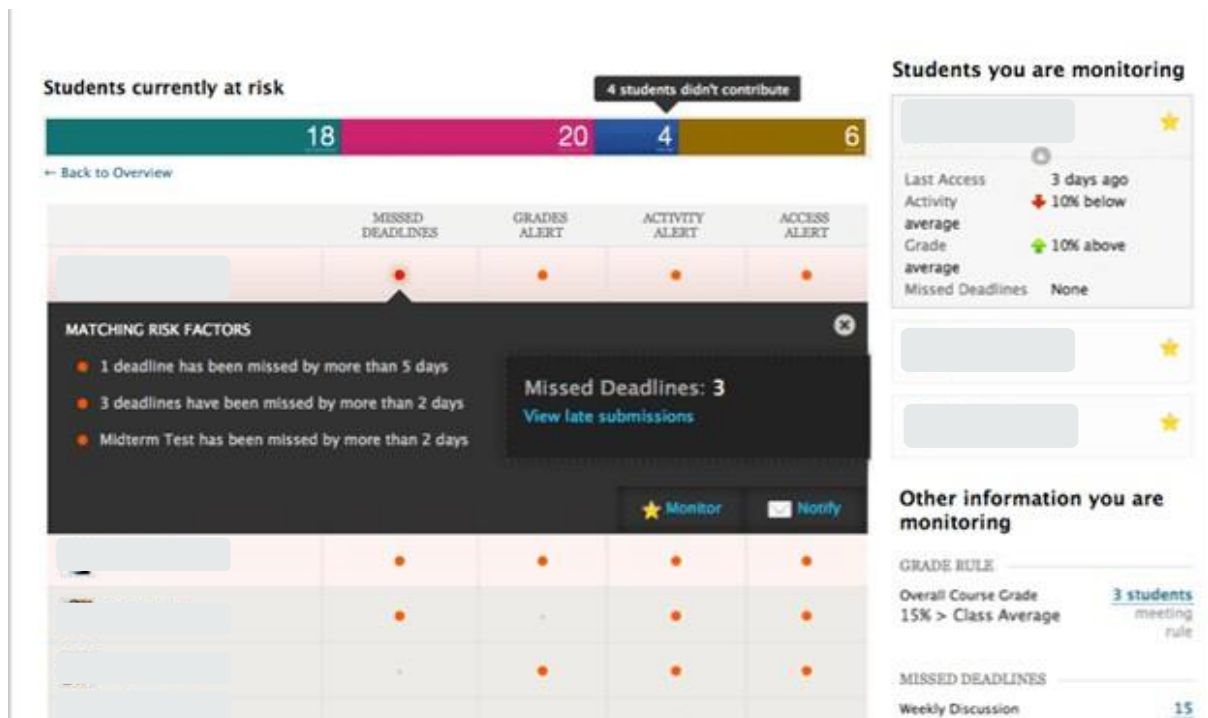 Students currently at risk
4 students didn't contribute
18 20 4 6
← Back to Overview
MISSED DEADLINES
GRADES ALERT
ACTIVITY ALERT
ACCESS ALERT
MATCHING RISK FACTORS
1 deadline has been missed by more than 5 days
3 deadlines have been missed by more than 2 days
Midterm Test has been missed by more than 2 days
Missed Deadlines: 3
View late submissions
Monitor
Notify
Students you are monitoring
Last Access 3 days ago
Activity 10% below
average
Grade 10% above
average
Missed Deadlines None
Other information you are
monitoring
GRADE RULE
Overall Course Grade 3 students
15% > Class Average meeting
rule
MISSED DEADLINES
Weekly Discussion 15